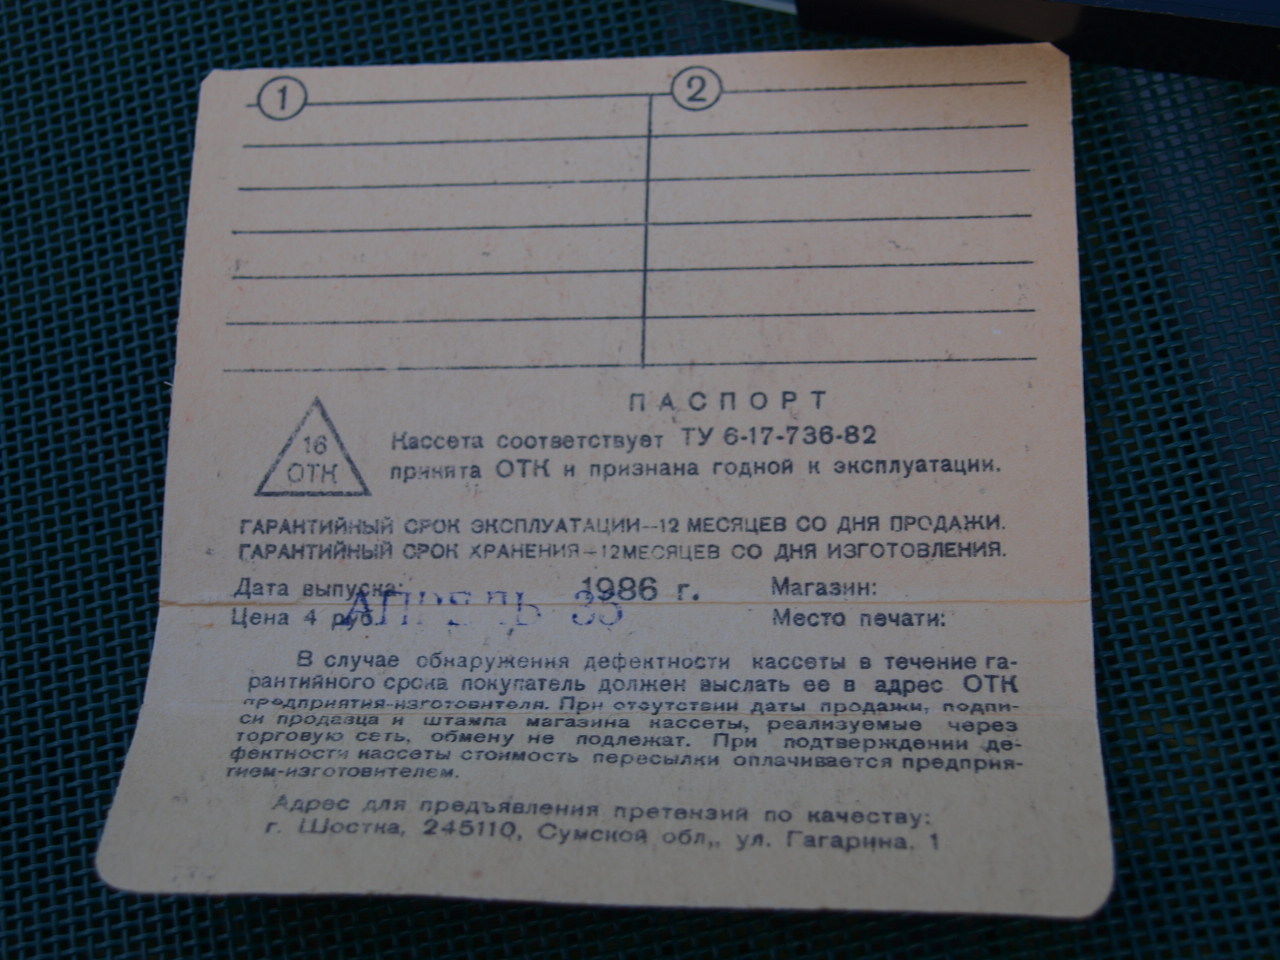 1 2
ПАСПОРТ
16
ОТК
Кассета соответствует ТУ 6-17-736-82
принята ОТК и признана годной к эксплуатации.
ГАРАНТИЙНЫЙ СРОК ЭКСПЛУАТАЦИИ--12 МЕСЯЦЕВ СО ДНЯ ПРОДАЖИ.
ГАРАНТИЙНЫЙ СРОК ХРАНЕНИЯ-12МЕСЯЦЕВ СО ДНЯ ИЗГОТОВЛЕНИЯ.
Дата выпуска: 1986 г. Магазин:
АПРЕЛЬ
Цена 4 руб. Место печати:
В случае обнаружения дефектности кассеты в течение га-
рантийного срока покупатель должен выслать ее в адрес ОТК
предприятия-изготовителя. При отсутствии даты продажи, подпи-
си продавца и штампа магазина кассеты, реализуемые через
торговую сеть, обмену не подлежат. При подтверждении де-
фектности кассеты стоимость пересылки оплачивается предприя-
тием-изготовителем.
Адрес для предъявления претензий по качеству:
г. Шостка, 245110, Сумской обл,, ул. Гагарина, 1